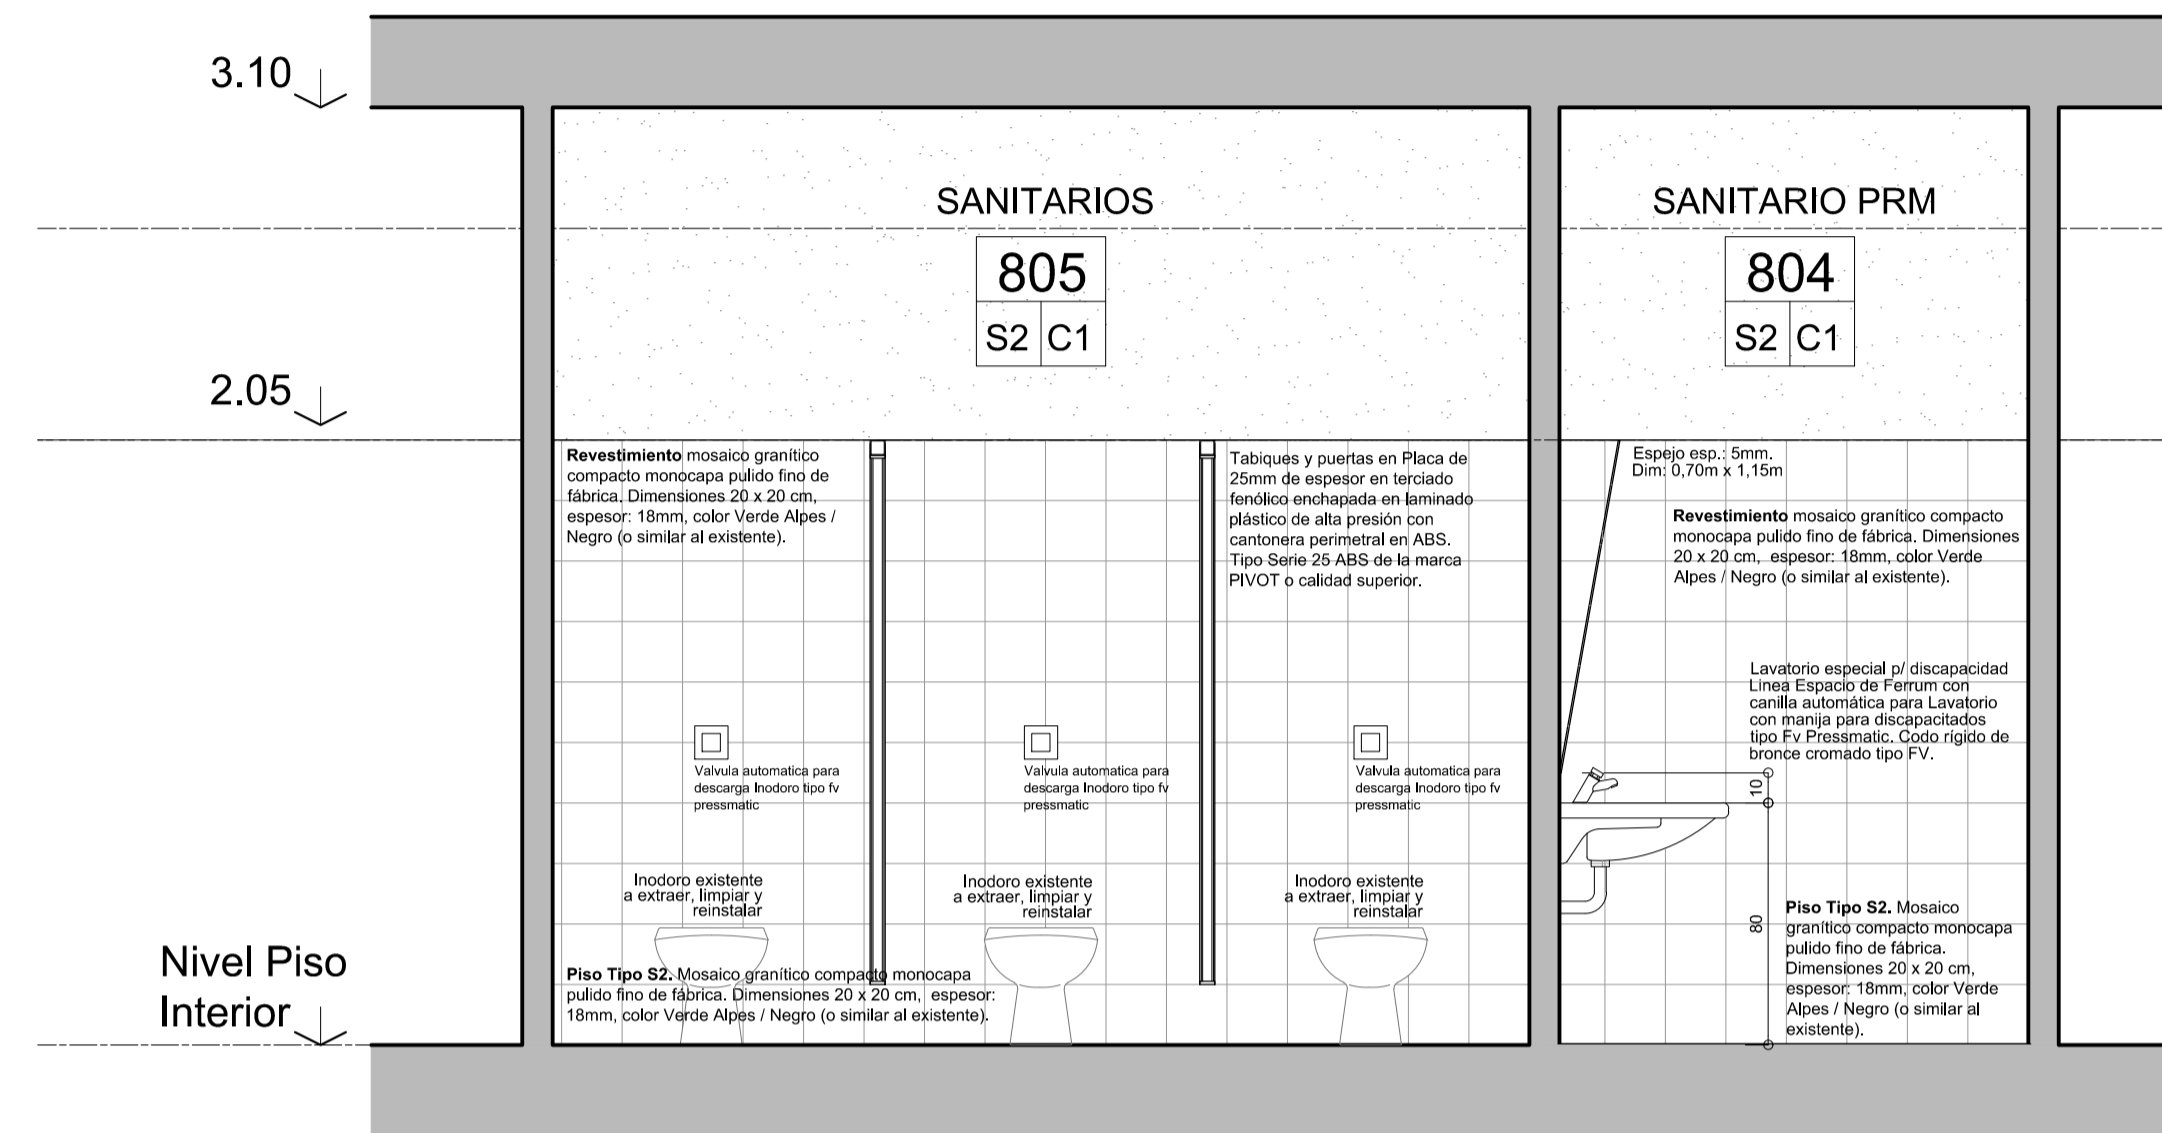 3.10
2.05
Nivel Piso
Interior
SANITARIOS
805
S2 C1
SANITARIO PRM
804
S2 C1
Revestimiento mosaico granítico
compacto monocapa pulido fino de
fábrica. Dimensiones 20 x 20 cm,
espesor: 18mm, color Verde Alpes /
Negro (o similar al existente).
Tabiques y puertas en Placa de
25mm de espesor en terciado
fenólico enchapada en laminado
plástico de alta presión con
cantonera perimetral en ABS.
Tipo Serie 25 ABS de la marca
PIVOT o calidad superior.
Valvula automatica para
descarga Inodoro tipo fv
pressmatic
Valvula automatica para
descarga Inodoro tipo fv
pressmatic
Valvula automatica para
descarga Inodoro tipo fv
pressmatic
Inodoro existente
a extraer, limpiar y
reinstalar
Inodoro existente
a extraer, limpiar y
reinstalar
Inodoro existente
a extraer, limpiar y
reinstalar
Piso Tipo S2. Mosaico granítico compacto monocapa
pulido fino de fábrica. Dimensiones 20 x 20 cm, espesor:
18mm, color Verde Alpes / Negro (o similar al existente).
Espejo esp.: 5mm.
Dim: 0,70m x 1,15m
Revestimiento mosaico granítico compacto
monocapa pulido fino de fábrica. Dimensiones
20 x 20 cm, espesor: 18mm, color Verde
Alpes / Negro (o similar al existente).
Lavatorio especial p/ discapacidad
Linea Espacio de Ferrum con
canilla automática para Lavatorio
con manija para discapacitados
tipo Fv Pressmatic. Codo rígido de
bronce cromado tipo FV.
10
80
Piso Tipo S2. Mosaico
granítico compacto monocapa
pulido fino de fábrica.
Dimensiones 20 x 20 cm,
espesor: 18mm, color Verde
Alpes / Negro (o similar al
existente).